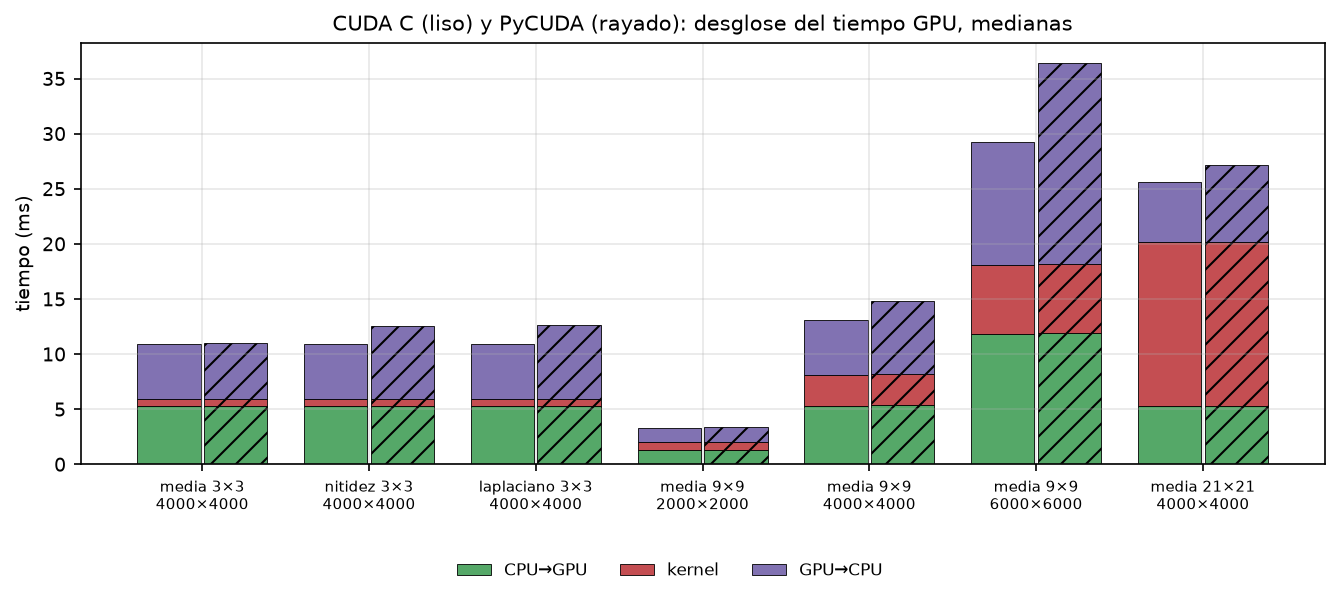 CUDA C (liso) y PyCUDA (rayado): desglose del tiempo GPU, medianas
tiempo (ms)
35
30
25
20
15
10
5
0
media 3×3
4000×4000
nitidez 3×3
4000×4000
laplaciano 3×3
4000×4000
media 9×9
2000×2000
media 9×9
4000×4000
media 9×9
6000×6000
media 21×21
4000×4000
CPU→GPU
kernel
GPU→CPU